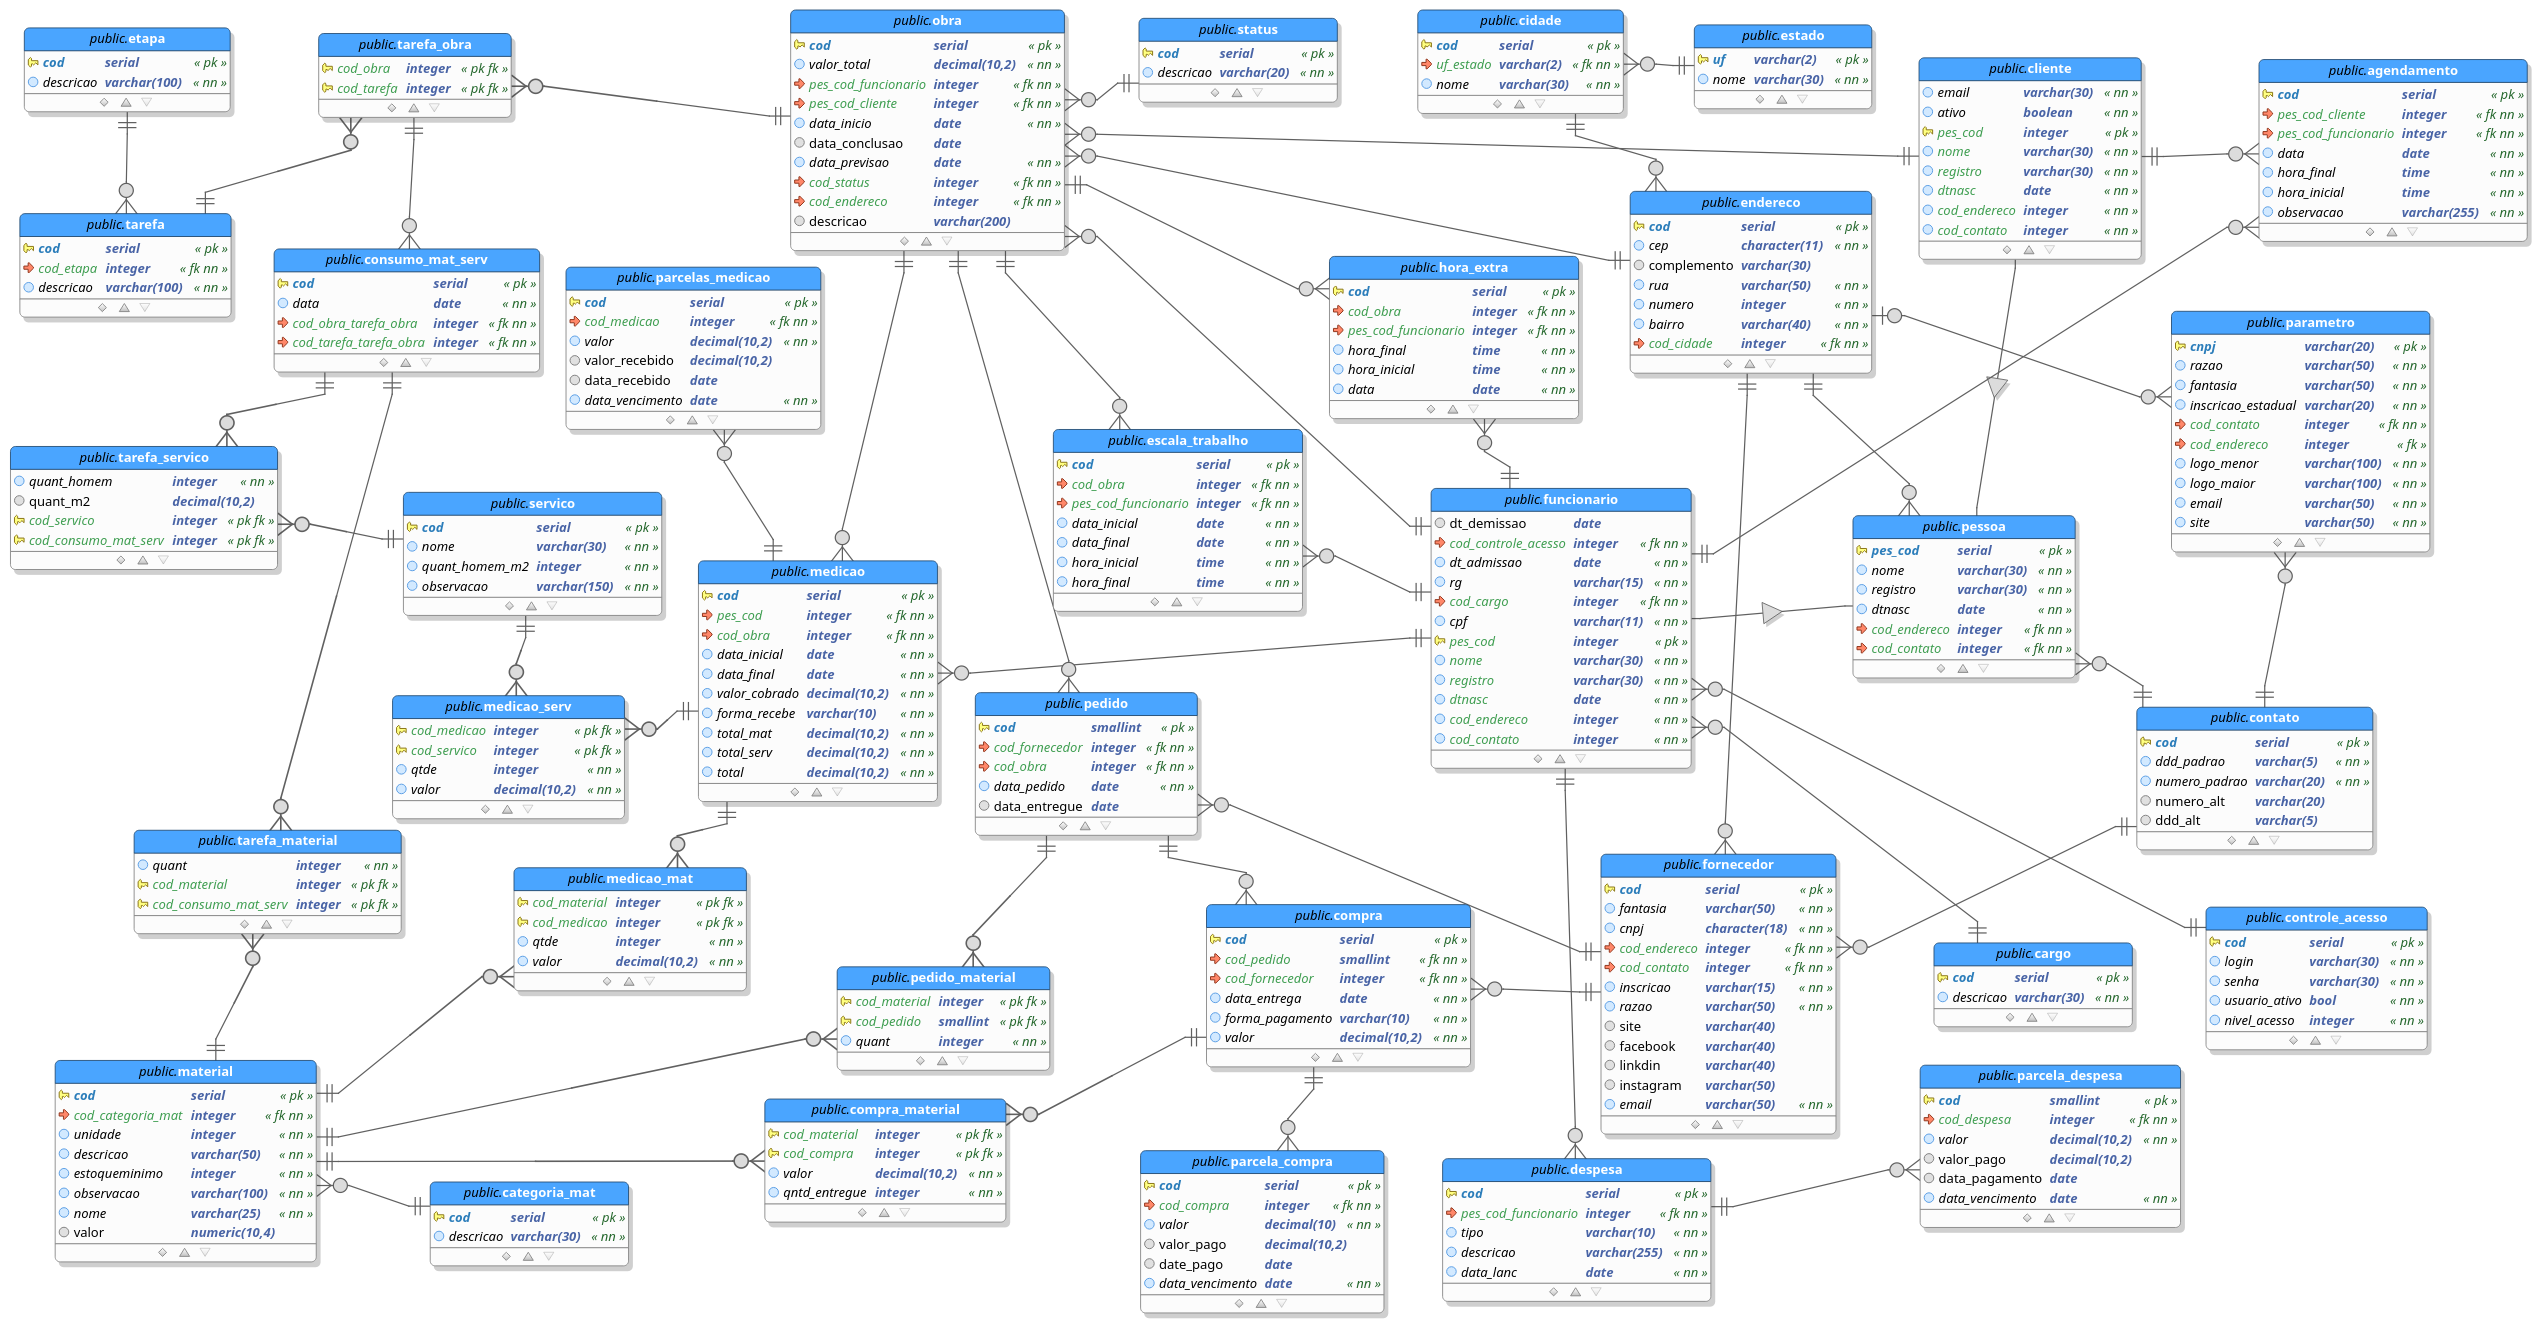 public.etapa
cod serial « pk »
descricao varchar(100) « nn »
public.tarefa_obra
cod_obra integer « pk fk »
cod_tarefa integer « pk fk »
public.obra
cod serial « pk »
valor_total decimal(10,2) « nn »
pes_cod_funcionario integer « fk nn »
pes_cod_cliente integer « fk nn »
data_inicio date « nn »
data_conclusao date
data_previsao date « nn »
cod_status integer « fk nn »
cod_endereco integer « fk nn »
descricao varchar(200)
public.status
cod serial « pk »
descricao varchar(20) « nn »
public.cidade
cod serial « pk »
uf_estado varchar(2) « fk nn »
nome varchar(30) « nn »
public.estado
uf varchar(2) « pk »
nome varchar(30) « nn »
public.cliente
email varchar(30) « nn »
ativo boolean « nn »
pes_cod integer « pk »
nome varchar(30) « nn »
registro varchar(30) « nn »
dtnasc date « nn »
cod_endereco integer « nn »
cod_contato integer « nn »
public.agendamento
cod serial « pk »
pes_cod_cliente integer « fk nn »
pes_cod_funcionario integer « fk nn »
data date « nn »
hora_final time « nn »
hora_inicial time « nn »
observacao varchar(255) « nn »
public.tarefa
cod serial « pk »
cod_etapa integer « fk nn »
descricao varchar(100) « nn »
public.consumo_mat_serv
cod serial « pk »
data date « nn »
cod_obra_tarefa_obra integer « fk nn »
cod_tarefa_tarefa_obra integer « fk nn »
public.parcelas_medicao
cod serial « pk »
cod_medicao integer « fk nn »
valor decimal(10,2) « nn »
valor_recebido decimal(10,2)
data_recebido date
data_vencimento date « nn »
public.hora_extra
cod serial « pk »
cod_obra integer « fk nn »
pes_cod_funcionario integer « fk nn »
hora_final time « nn »
hora_inicial time « nn »
data date « nn »
public.endereco
cod serial « pk »
cep character(11) « nn »
complemento varchar(30)
rua varchar(50) « nn »
numero integer « nn »
bairro varchar(40) « nn »
cod_cidade integer « fk nn »
public.parametro
cnpj varchar(20) « pk »
razao varchar(50) « nn »
fantasia varchar(50) « nn »
inscricao_estadual varchar(20) « nn »
cod_contato integer « fk nn »
cod_endereco integer « fk »
logo_menor varchar(100) « nn »
logo_maior varchar(100) « nn »
email varchar(50) « nn »
site varchar(50) « nn »
public.tarefa_servico
quant_homem integer « nn »
quant_m2 decimal(10,2)
cod_servico integer « pk fk »
cod_consumo_mat_serv integer « pk fk »
public.servico
cod serial « pk »
nome varchar(30) « nn »
quant_homem_m2 integer « nn »
observacao varchar(150) « nn »
public.escala_trabalho
cod serial « pk »
cod_obra integer « fk nn »
pes_cod_funcionario integer « fk nn »
data_inicial date « nn »
data_final date « nn »
hora_inicial time « nn »
hora_final time « nn »
public.funcionario
dt_demissao date
cod_controle_acesso integer « fk nn »
dt_admissao date « nn »
rg varchar(15) « nn »
cod_cargo integer « fk nn »
cpf varchar(11) « nn »
pes_cod integer « pk »
nome varchar(30) « nn »
registro varchar(30) « nn »
dtnasc date « nn »
cod_endereco integer « nn »
cod_contato integer « nn »
public.pessoa
pes_cod serial « pk »
nome varchar(30) « nn »
registro varchar(30) « nn »
dtnasc date « nn »
cod_endereco integer « fk nn »
cod_contato integer « fk nn »
public.medicao
cod serial « pk »
pes_cod integer « fk nn »
cod_obra integer « fk nn »
data_inicial date « nn »
data_final date « nn »
valor_cobrado decimal(10,2) « nn »
forma_recebe varchar(10) « nn »
total_mat decimal(10,2) « nn »
total_serv decimal(10,2) « nn »
total decimal(10,2) « nn »
public.medicao_serv
cod_medicao integer « pk fk »
cod_servico integer « pk fk »
qtde integer « nn »
valor decimal(10,2) « nn »
public.pedido
cod smallint « pk »
cod_fornecedor integer « fk nn »
cod_obra integer « fk nn »
data_pedido date « nn »
data_entregue date
public.contato
cod serial « pk »
ddd_padrao varchar(5) « nn »
numero_padrao varchar(20) « nn »
numero_alt varchar(20)
ddd_alt varchar(5)
public.tarefa_material
quant integer « nn »
cod_material integer « pk fk »
cod_consumo_mat_serv integer « pk fk »
public.medicao_mat
cod_material integer « pk fk »
cod_medicao integer « pk fk »
qtde integer « nn »
valor decimal(10,2) « nn »
public.fornecedor
cod serial « pk »
fantasia varchar(50) « nn »
cnpj character(18) « nn »
cod_endereco integer « fk nn »
cod_contato integer « fk nn »
inscricao varchar(15) « nn »
razao varchar(50) « nn »
site varchar(40)
facebook varchar(40)
linkdin varchar(40)
instagram varchar(50)
email varchar(50) « nn »
public.compra
cod serial « pk »
cod_pedido smallint « fk nn »
cod_fornecedor integer « fk nn »
data_entrega date « nn »
forma_pagamento varchar(10) « nn »
valor decimal(10,2) « nn »
public.controle_acesso
cod serial « pk »
login varchar(30) « nn »
senha varchar(30) « nn »
usuario_ativo bool « nn »
nivel_acesso integer « nn »
public.cargo
cod serial « pk »
descricao varchar(30) « nn »
public.pedido_material
cod_material integer « pk fk »
cod_pedido smallint « pk fk »
quant integer « nn »
public.material
cod serial « pk »
cod_categoria_mat integer « fk nn »
unidade integer « nn »
descricao varchar(50) « nn »
estoqueminimo integer « nn »
observacao varchar(100) « nn »
nome varchar(25) « nn »
valor numeric(10,4)
public.compra_material
cod_material integer « pk fk »
cod_compra integer « pk fk »
valor decimal(10,2) « nn »
qntd_entregue integer « nn »
public.parcela_despesa
cod smallint « pk »
cod_despesa integer « fk nn »
valor decimal(10,2) « nn »
valor_pago decimal(10,2)
data_pagamento date
data_vencimento date « nn »
public.categoria_mat
cod serial « pk »
descricao varchar(30) « nn »
public.parcela_compra
cod serial « pk »
cod_compra integer « fk nn »
valor decimal(10) « nn »
valor_pago decimal(10,2)
date_pago date
data_vencimento date « nn »
public.despesa
cod serial « pk »
pes_cod_funcionario integer « fk nn »
tipo varchar(10) « nn »
descricao varchar(255) « nn »
data_lanc date « nn »